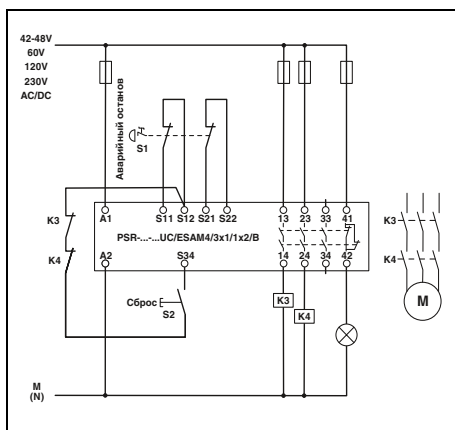 42-48V
60V
120V
230V
AC/DC
Аварийный останов
S1
S11 S12 S21 S22
13 23 33 41
K3
A1
PSR-...-...UC/ESAM4/3x1/1x2/B
K3
K4
A2 S34
14 24 34 42
K4
Сброс
S2
K3
K4
M
M
(N)